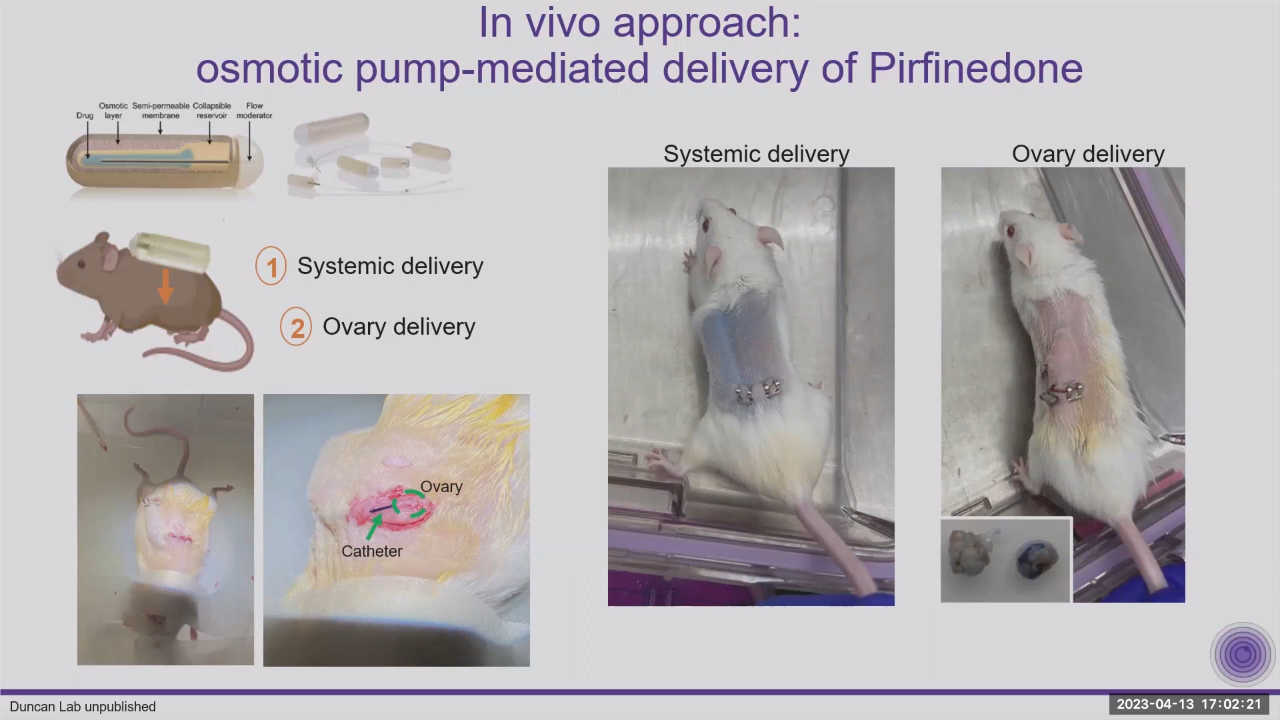 In vivo approach:
osmotic pump-mediated delivery of Pirfinedone
Drug
Osmotic layer
Semi-permeable membrane
Collapsible reservoir
Flow moderator
1 Systemic delivery
2 Ovary delivery
Ovary
Catheter
Systemic delivery
Ovary delivery
Duncan Lab unpublished
2023-04-13 17:02:21